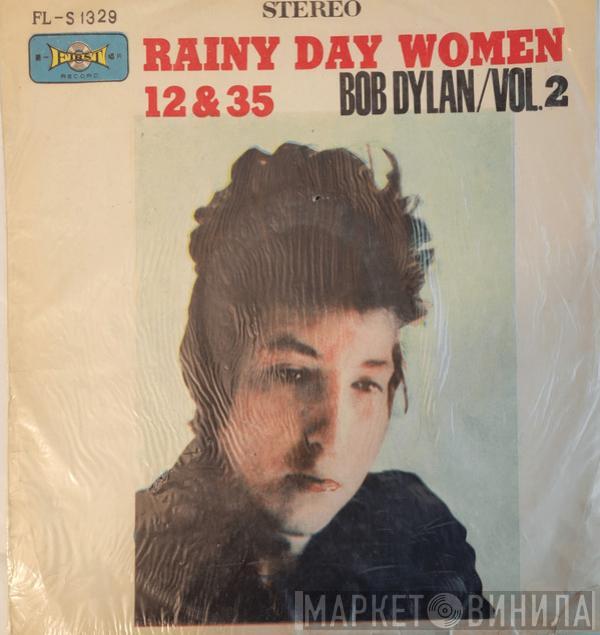 STEREO
FL-S 1329
FIRST
RECORD
RAINY DAY WOMEN
12 & 35
BOB DYLAN/VOL.2
МАРКЕТ ВИНИЛА